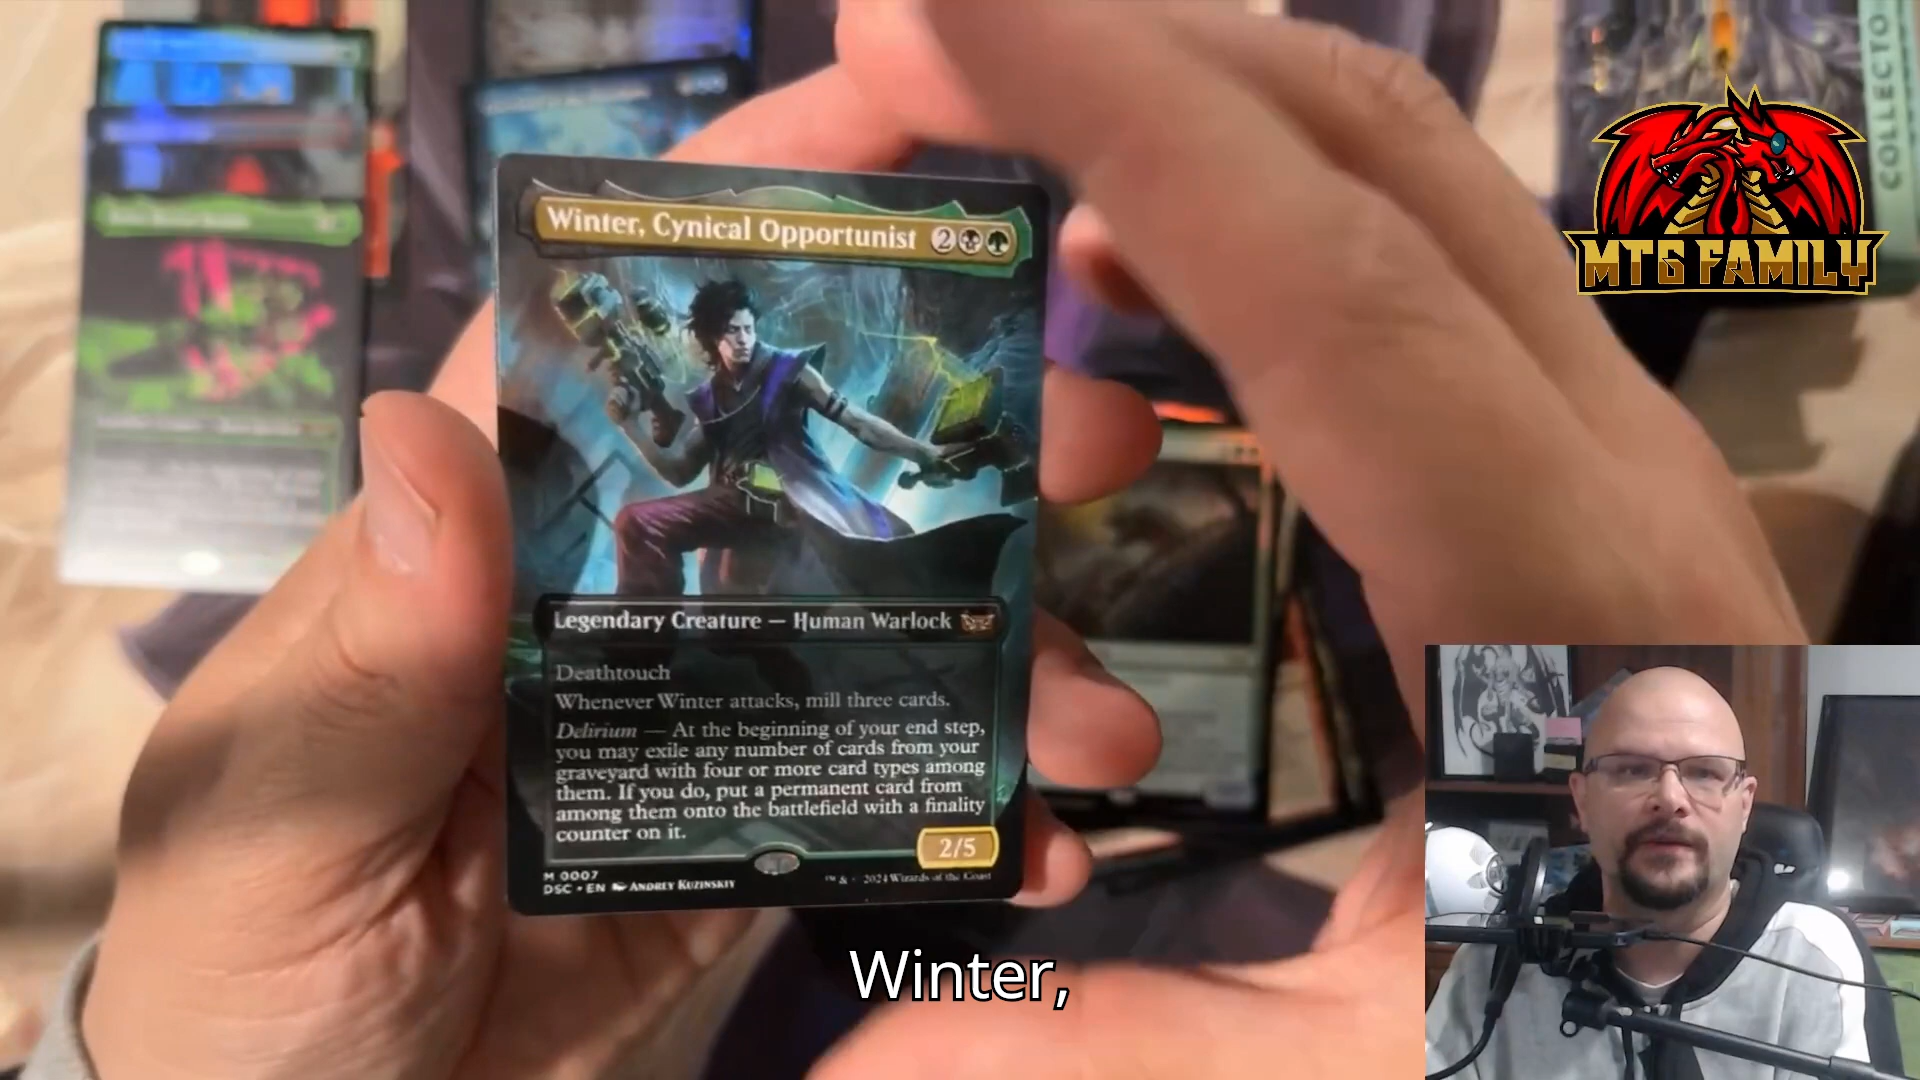 COLLECTO
MTG FAMILY
Winter, Cynical Opportunist 2
Legendary Creature — Human Warlock
Deathtouch
Whenever Winter attacks, mill three cards.
Delirium — At the beginning of your end step,
you may exile any number of cards from your
graveyard with four or more card types among
them. If you do, put a permanent card from
among them onto the battlefield with a finality
counter on it.
2/5
M 0007
DSC • EN ANDREY KUZINSKIY
™ & 2024 Wizards of the Coast
Winter,